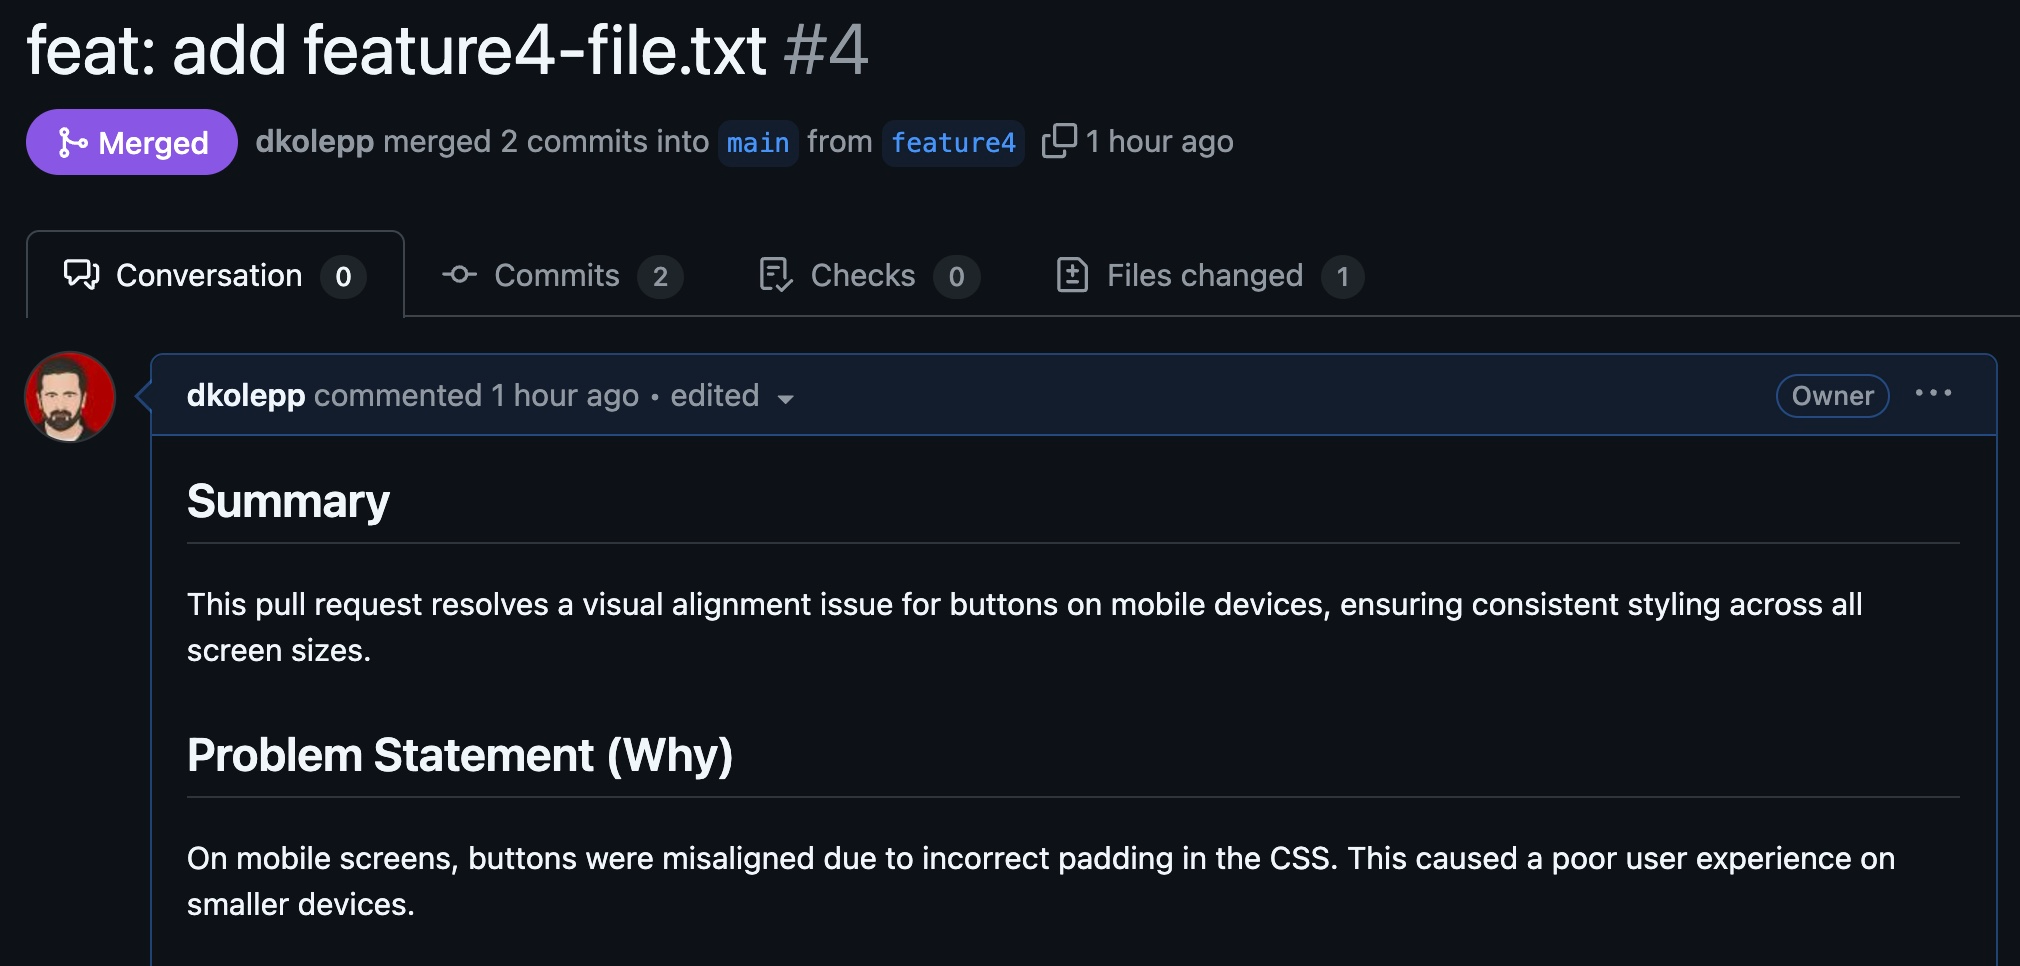 feat: add feature4-file.txt #4
Merged dkolepp merged 2 commits into main from feature4 1 hour ago
Conversation 0 Commits 2 Checks 0 Files changed 1
dkolepp commented 1 hour ago • edited Owner
Summary
This pull request resolves a visual alignment issue for buttons on mobile devices, ensuring consistent styling across all
screen sizes.
Problem Statement (Why)
On mobile screens, buttons were misaligned due to incorrect padding in the CSS. This caused a poor user experience on
smaller devices.